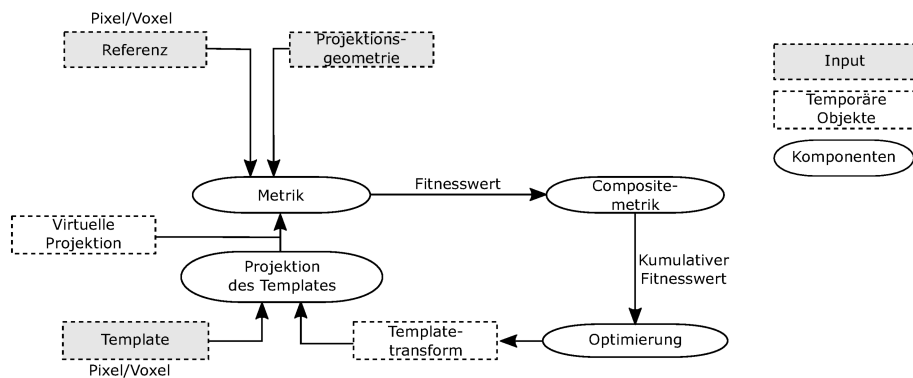 Pixel/Voxel
Referenz
Projektions-
geometrie
Input
Temporäre
Objekte
Komponenten
Metrik
Fitnesswert
Composite-
metrik
Virtuelle
Projektion
Projektion
des Templates
Kumulativer
Fitnesswert
Template
Pixel/Voxel
Template-
transform
Optimierung